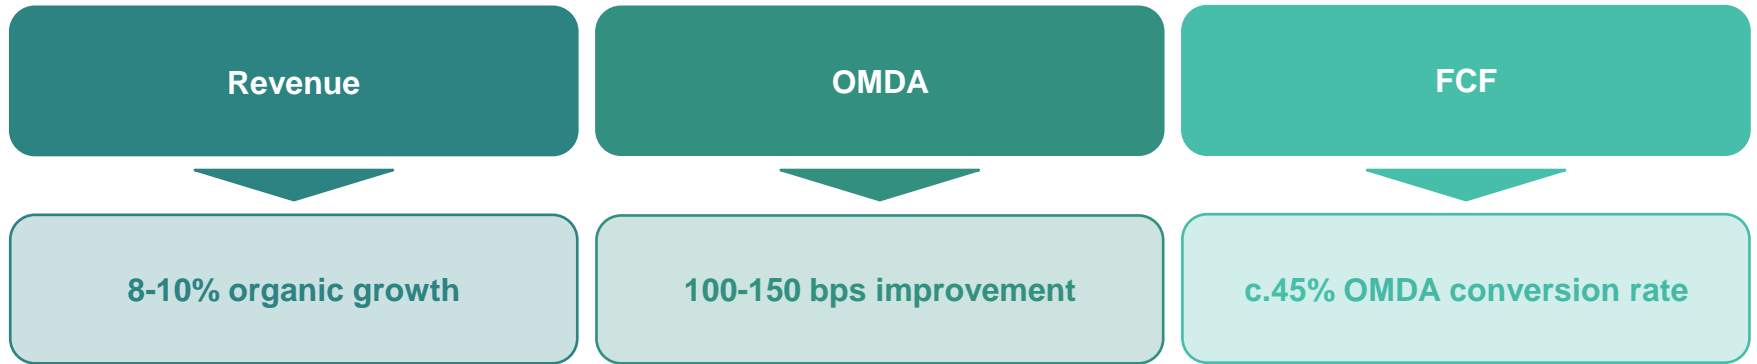 Revenue
OMDA
FCF
8-10% organic growth
100-150 bps improvement
c.45% OMDA conversion rate